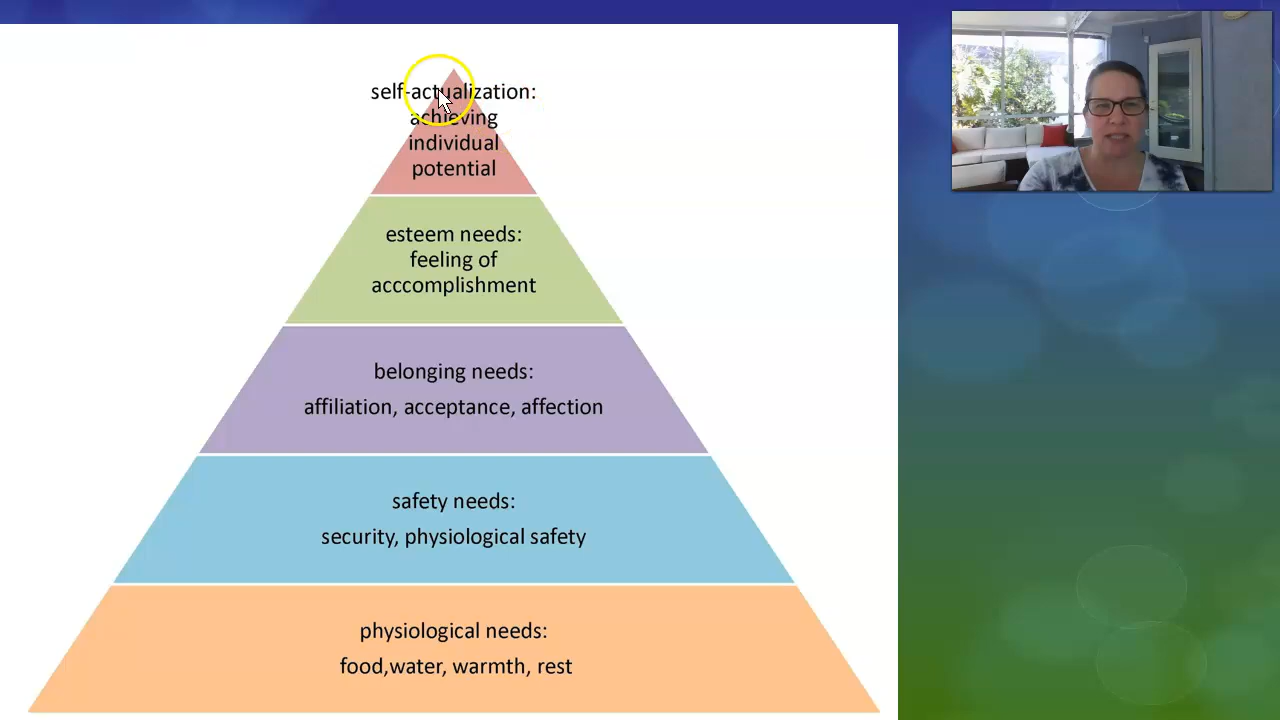 self-actualization:
achieving
individual
potential
esteem needs:
feeling of
acccomplishment
belonging needs:
affiliation, acceptance, affection
safety needs:
security, physiological safety
physiological needs:
food,water, warmth, rest